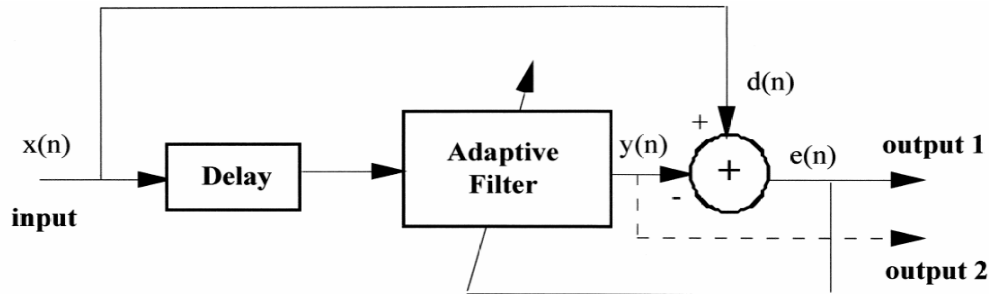 d(n)
x(n)
+
Delay
Adaptive
Filter
y(n)
+
-
e(n)
output 1
input
output 2